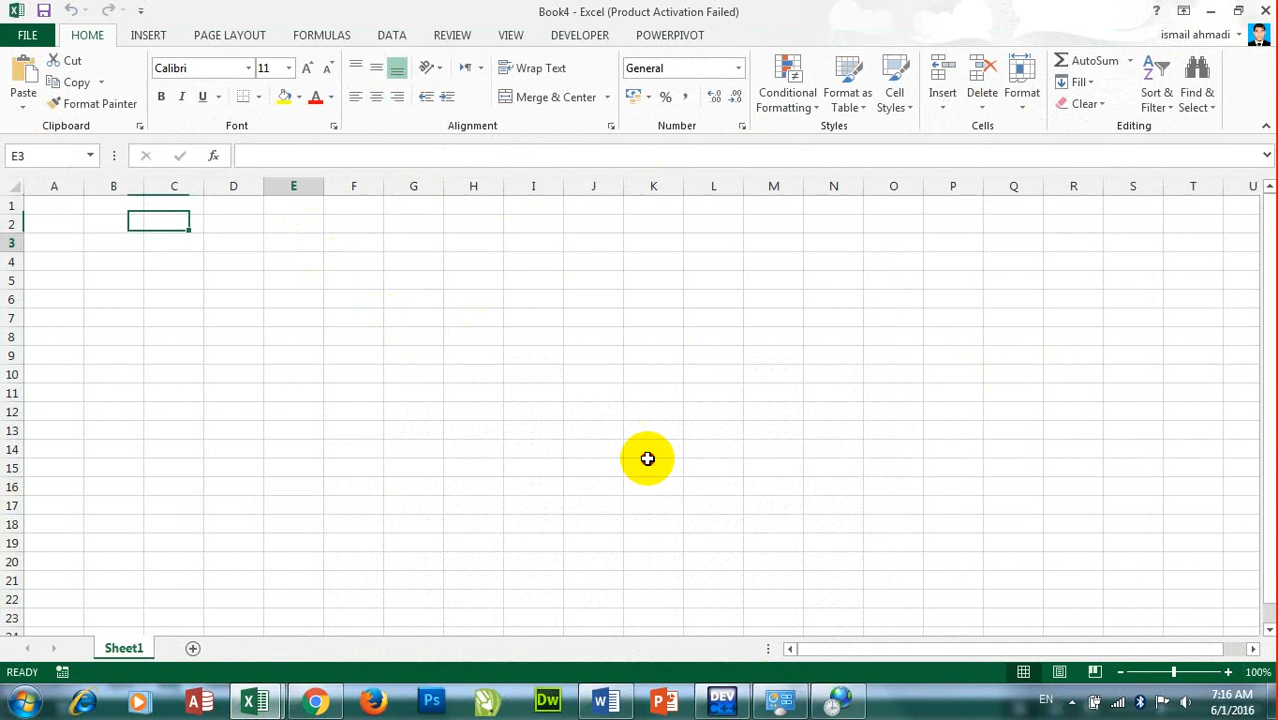 Book4 - Excel (Product Activation Failed)
?
FILE HOME INSERT PAGE LAYOUT FORMULAS DATA REVIEW VIEW DEVELOPER POWERPIVOT ismail ahmadi
Paste
Cut
Copy
Format Painter
Clipboard
Calibri 11
B I U A
Font
Wrap Text
Merge & Center
Alignment
General
% ,
Number
Conditional Formatting
Format as Table
Cell Styles
Styles
Insert Delete Format
Cells
AutoSum
Fill
Clear
Sort & Filter
Find & Select
Editing
E3 fx
A B C D E F G H I J K L M N O P Q R S T U
1
2
3
4
5
6
7
8
9
10
11
12
13
14
15
16
17
18
19
20
21
22
23
Sheet1
READY 100%
Ps Dw DEV EN 7:16 AM
6/1/2016